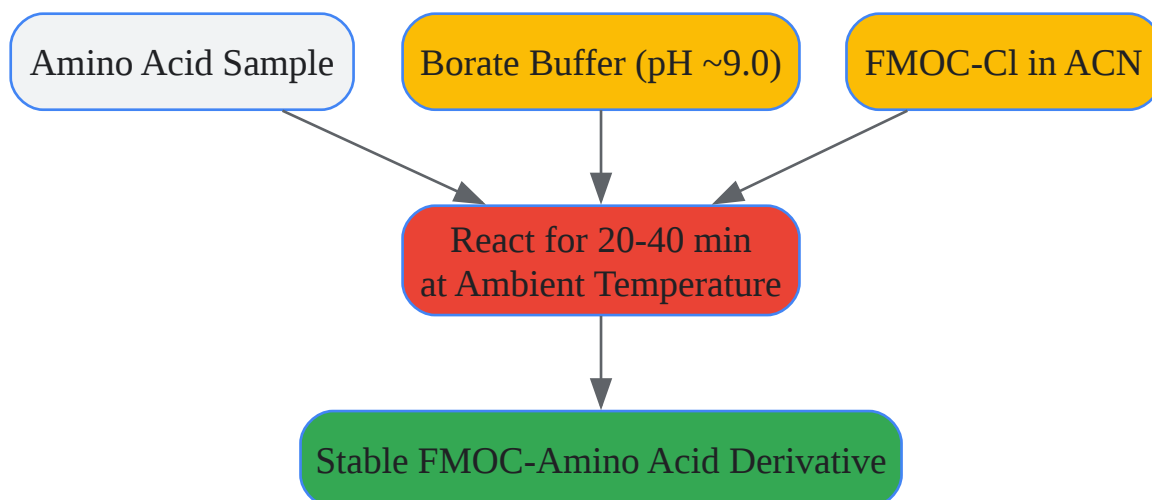 Amino Acid Sample
Borate Buffer (pH ~9.0)
FMOC-Cl in ACN
React for 20-40 min
at Ambient Temperature
Stable FMOC-Amino Acid Derivative